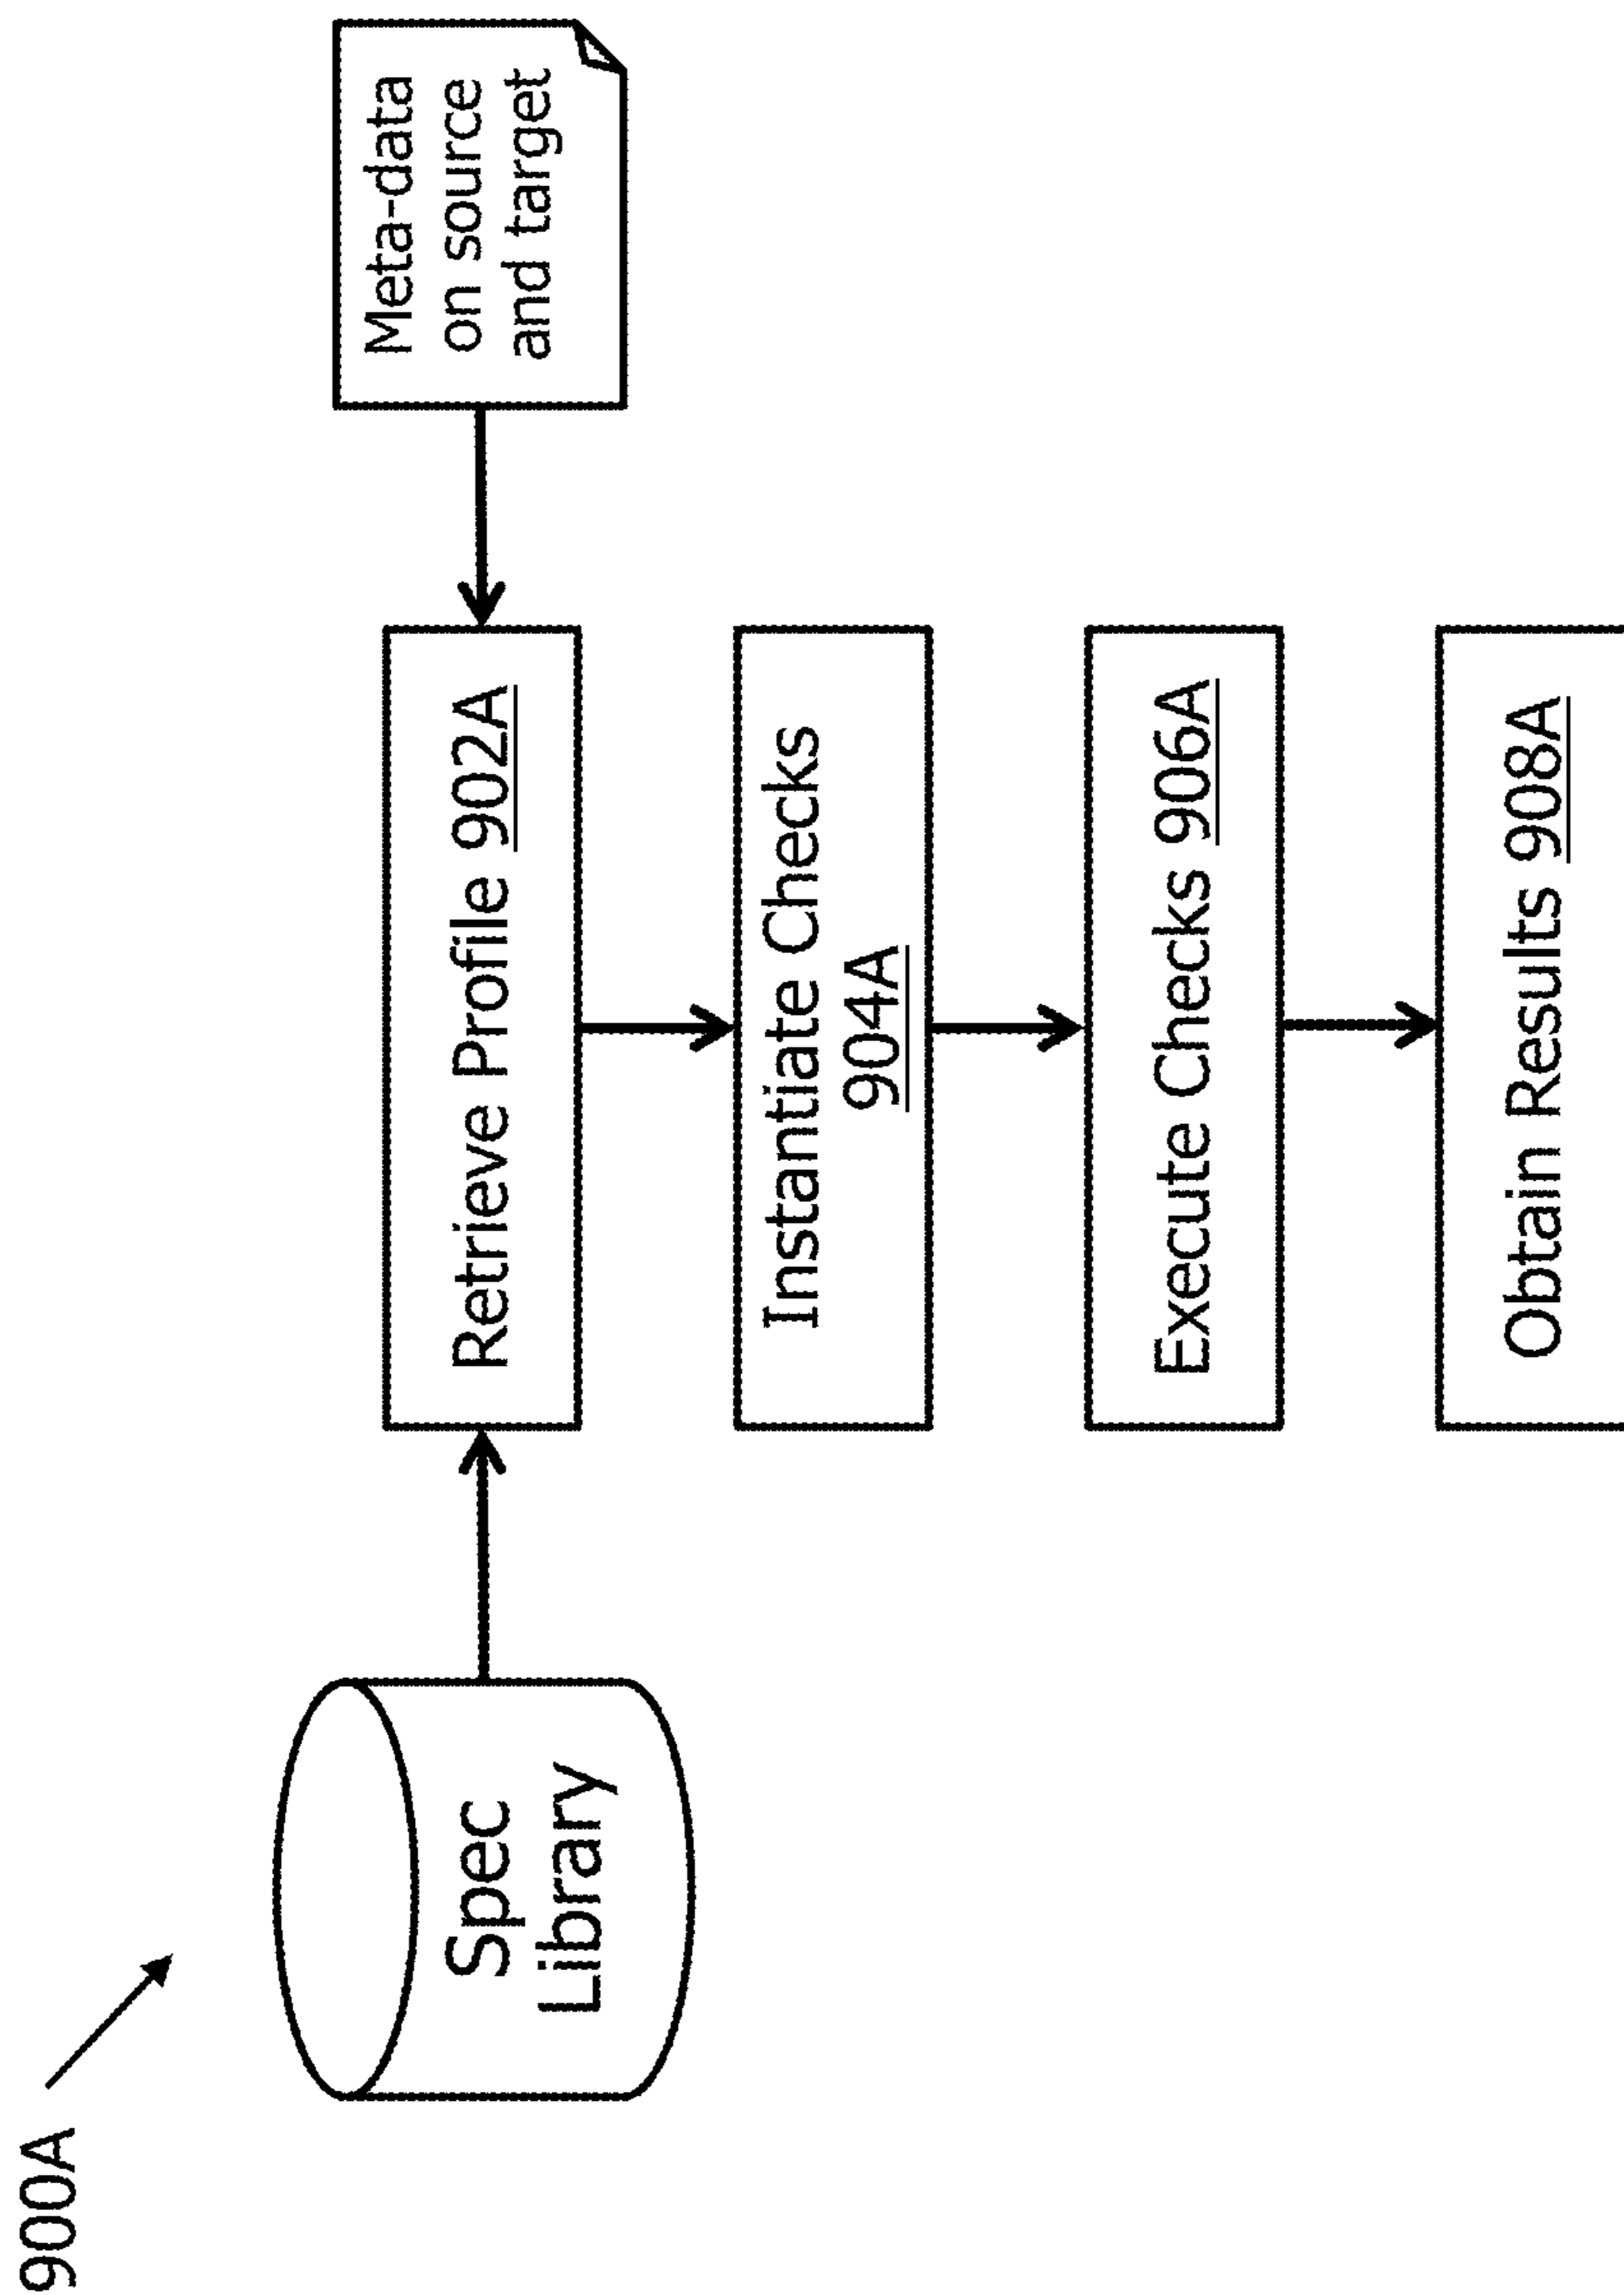 900A
Spec
Library
Meta-data
on source
and target
Retrieve Profile 902A
Instantiate Checks
904A
Execute Checks 906A
Obtain Results 908A